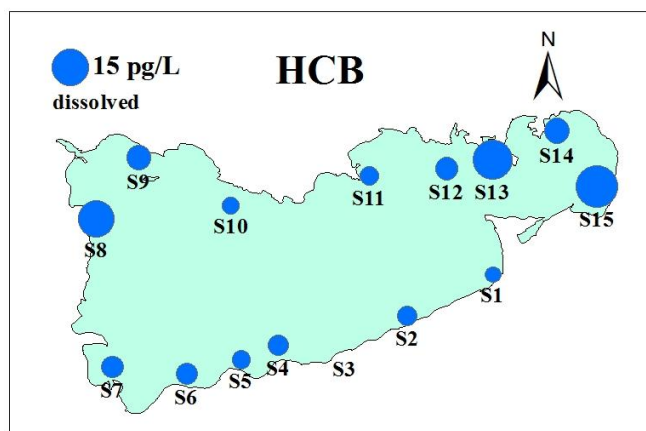 15 pg/L
dissolved
HCB
N
S14
S9
S13
S12
S11
S15
S10
S8
S1
S2
S4
S3
S5
S6
S7